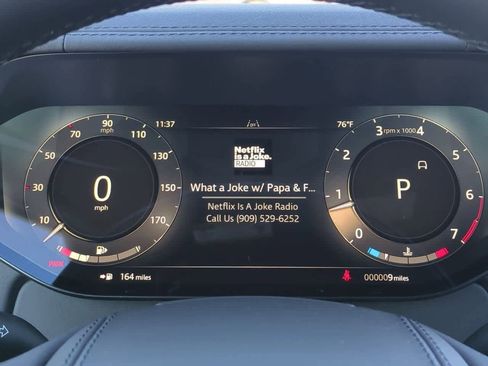 11:37
76°F
70 90 110
mph
30 130
150
10 170
0
mph
PARK
164 miles
Netflix
Is a Joke.
RADIO
What a Joke w/ Papa & F...
Netflix Is A Joke Radio
Call Us (909) 529-6252
3 rpm x 1000 4
2 5
1 6
0 7
P
000009 miles